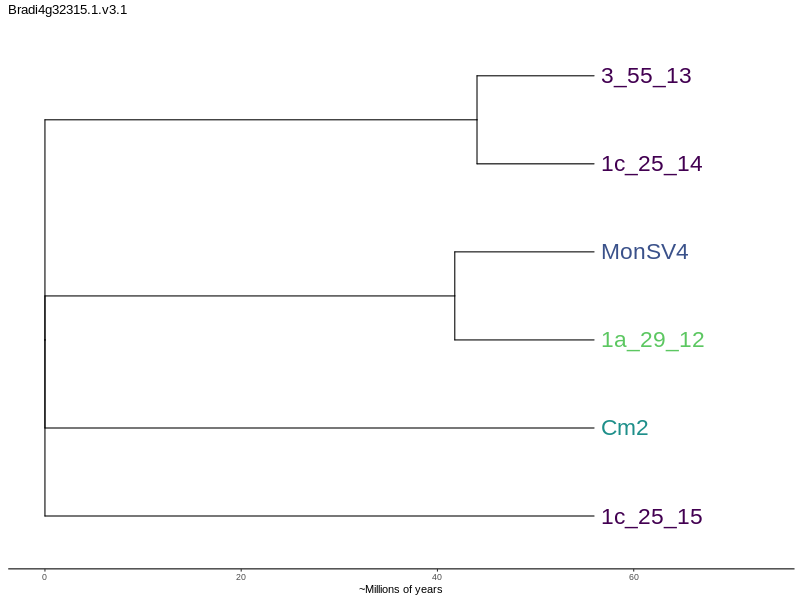 Bradi4g32315.1.v3.1
3_55_13
1c_25_14
MonSV4
1a_29_12
Cm2
1c_25_15
0 20 40 60
~Millions of years